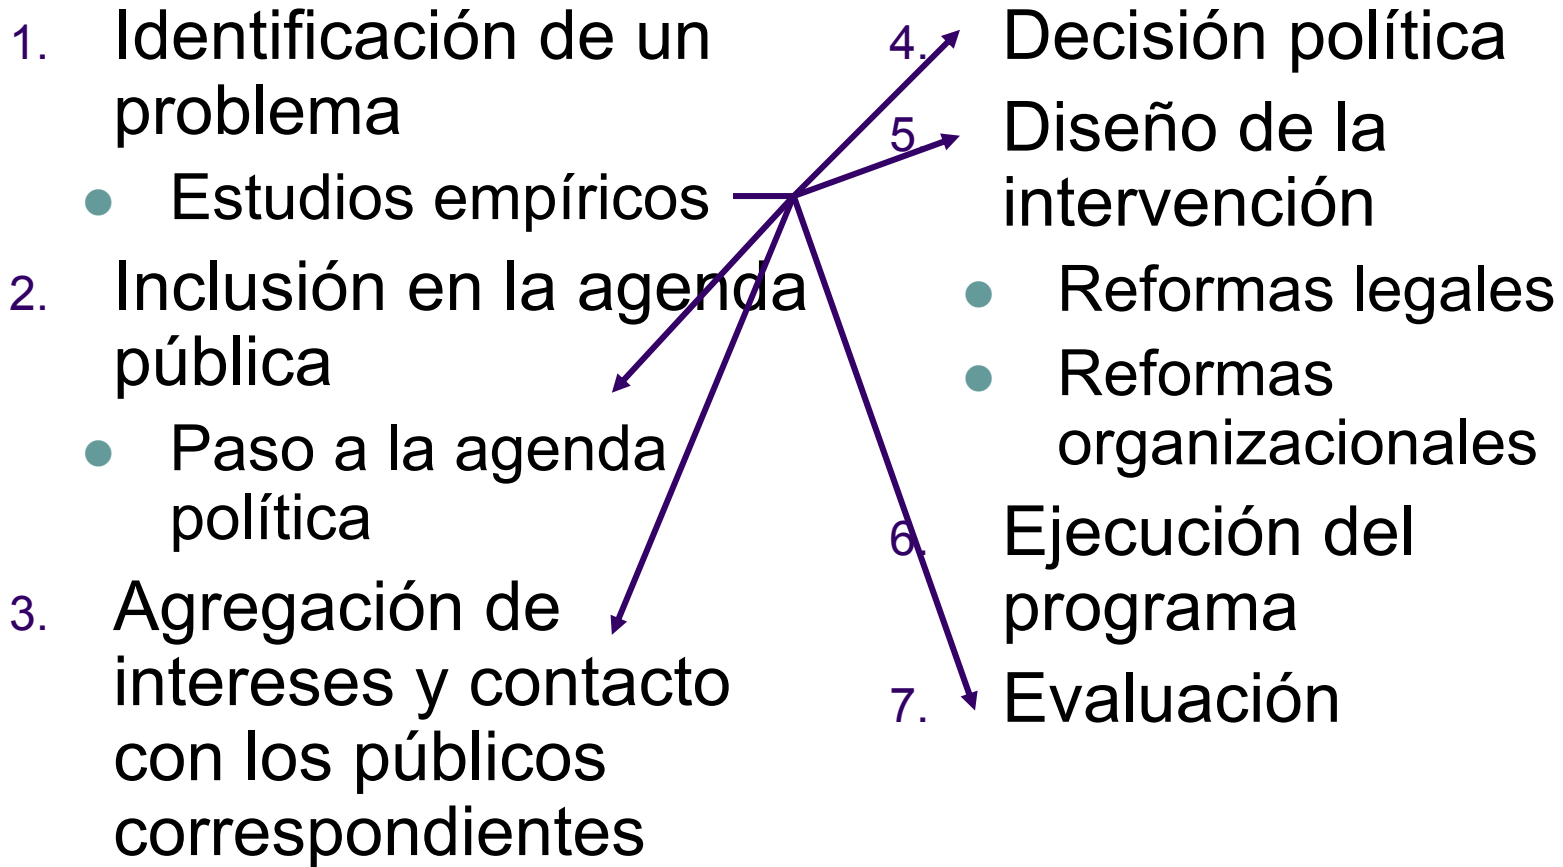 1. Identificación de un
problema
● Estudios empíricos
2. Inclusión en la agenda
pública
● Paso a la agenda
política
3. Agregación de
intereses y contacto
con los públicos
correspondientes
4. Decisión política
5. Diseño de la
intervención
● Reformas legales
● Reformas
organizacionales
6. Ejecución del
programa
7. Evaluación